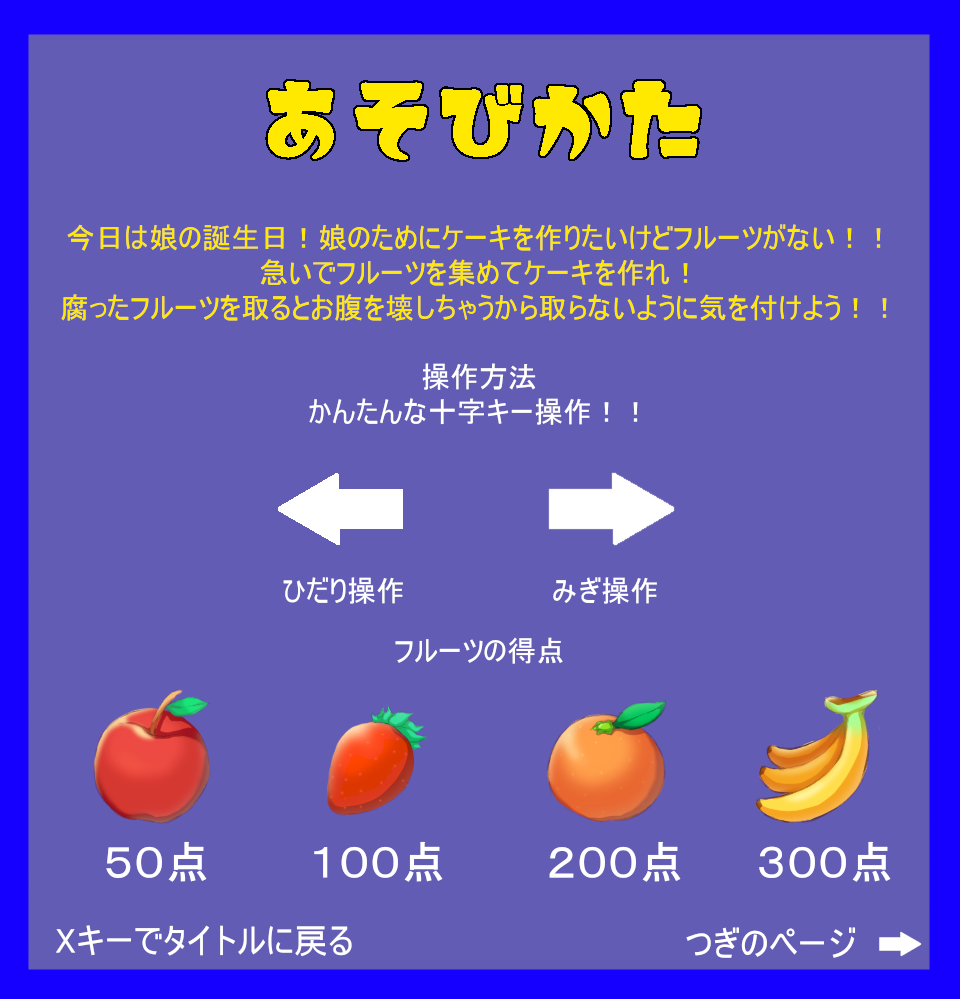 あそびかた
今日は娘の誕生日！娘のためにケーキを作りたいけどフルーツがない！！
急いでフルーツを集めてケーキを作れ！
腐ったフルーツを取るとお腹を壊しちゃうから取らないように気を付けよう！！
操作方法
かんたんな十字キー操作！！
ひだり操作 みぎ操作
フルーツの得点
50点 100点 200点 300点
Xキーでタイトルに戻る つぎのページ